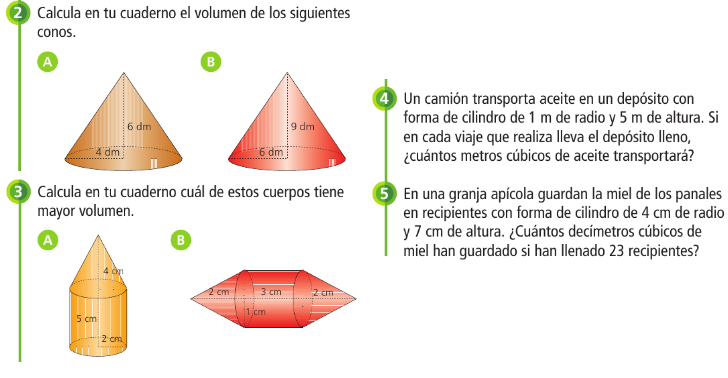 2 Calcula en tu cuaderno el volumen de los siguientes
conos.
A
B
6 dm
4 dm
9 dm
6 dm
3 Calcula en tu cuaderno cuál de estos cuerpos tiene
mayor volumen.
A
B
4 cm
5 cm
2 cm
2 cm
3 cm
2 cm
1 cm
4 Un camión transporta aceite en un depósito con
forma de cilindro de 1 m de radio y 5 m de altura. Si
en cada viaje que realiza lleva el depósito lleno,
¿cuántos metros cúbicos de aceite transportará?
5 En una granja apícola guardan la miel de los panales
en recipientes con forma de cilindro de 4 cm de radio
y 7 cm de altura. ¿Cuántos decímetros cúbicos de
miel han guardado si han llenado 23 recipientes?